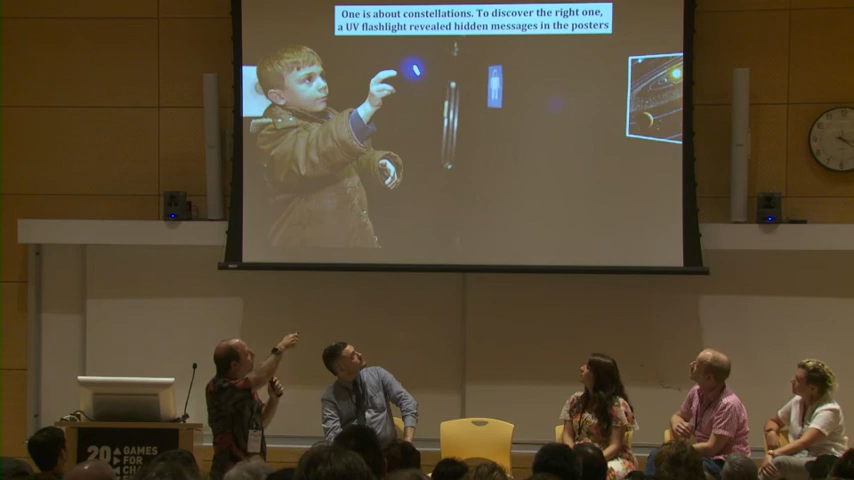 One is about constellations. To discover the right one,
a UV flashlight revealed hidden messages in the posters
20
GAMES
FOR